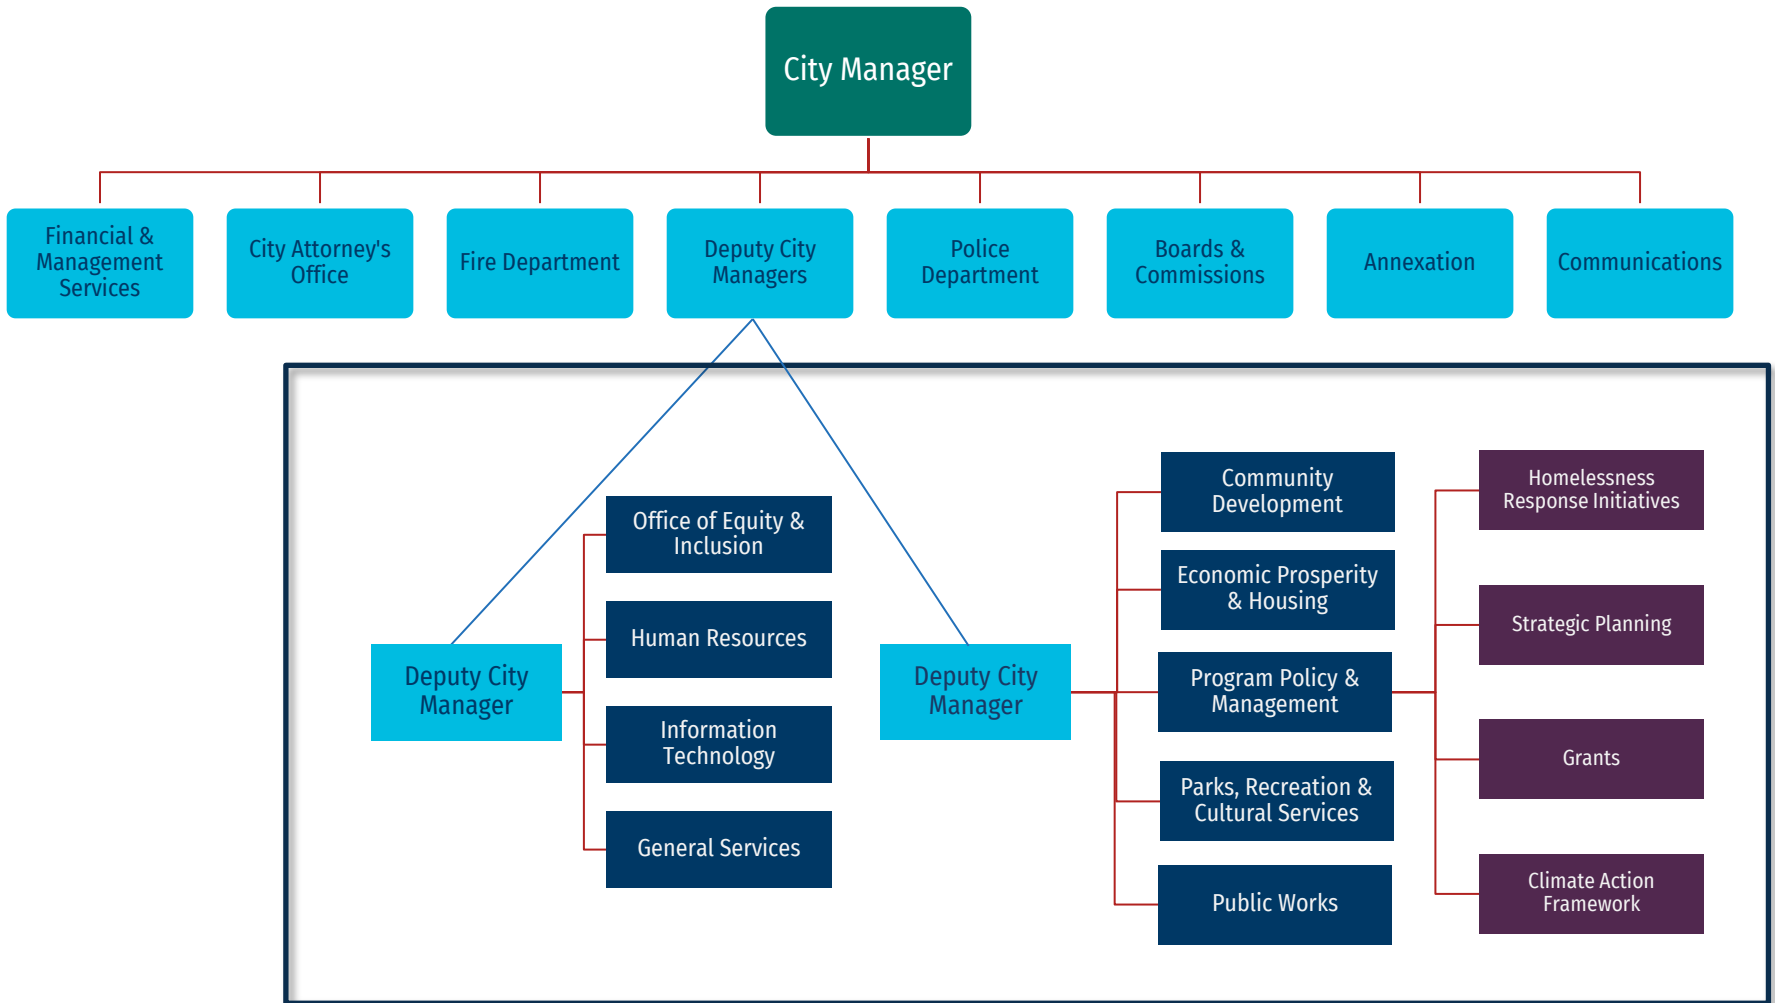 City Manager
Financial &
Management
Services
City Attorney's
Office
Fire Department
Deputy City
Managers
Police
Department
Boards &
Commissions
Annexation
Communications
Deputy City
Manager
Office of Equity &
Inclusion
Human Resources
Information
Technology
General Services
Deputy City
Manager
Community
Development
Economic Prosperity
& Housing
Program Policy &
Management
Parks, Recreation &
Cultural Services
Public Works
Homelessness
Response Initiatives
Strategic Planning
Grants
Climate Action
Framework